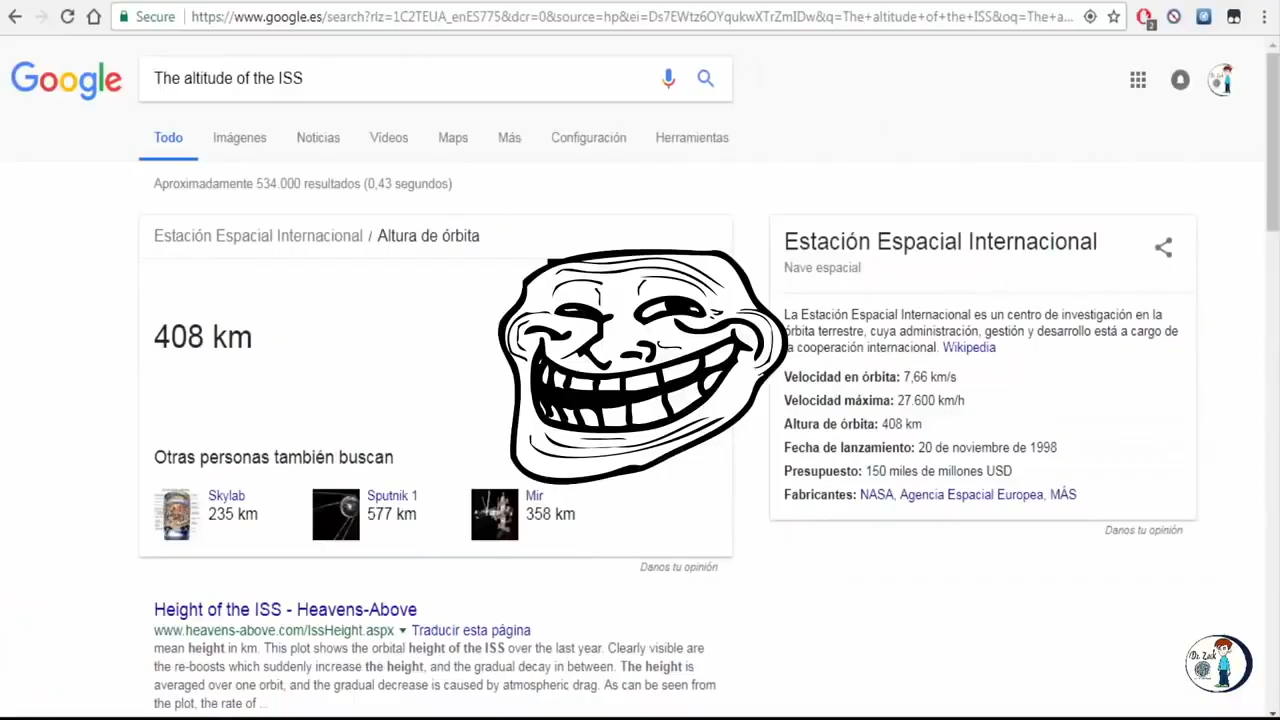 Secure
https://www.google.es/search?rlz=1C2TEUA_enES775&dcr=0&source=hp&ei=Ds7EWtz6OYqukwXTrZmIDw&q=The+altitude+of+the+ISS&oq=The+a...
2
Google
The altitude of the ISS
Todo
Imágenes
Noticias
Vídeos
Maps
Más
Configuración
Herramientas
Aproximadamente 534.000 resultados (0,43 segundos)
Estación Espacial Internacional / Altura de órbita
408 km
Otras personas también buscan
Skylab
235 km
Sputnik 1
577 km
Mir
358 km
Danos tu opinión
Estación Espacial Internacional
Nave espacial
La Estación Espacial Internacional es un centro de investigación en la
órbita terrestre, cuya administración, gestión y desarrollo está a cargo de
la cooperación internacional. Wikipedia
Velocidad en órbita: 7,66 km/s
Velocidad máxima: 27.600 km/h
Altura de órbita: 408 km
Fecha de lanzamiento: 20 de noviembre de 1998
Presupuesto: 150 miles de millones USD
Fabricantes: NASA, Agencia Espacial Europea, MÁS
Danos tu opinión
Height of the ISS - Heavens-Above
www.heavens-above.com/IssHeight.aspx Traducir esta página
mean height in km. This plot shows the orbital height of the ISS over the last year. Clearly visible are
the re-boosts which suddenly increase the height, and the gradual decay in between. The height is
averaged over one orbit, and the gradual decrease is caused by atmospheric drag. As can be seen from
the plot, the rate of ...
Dr. Zack